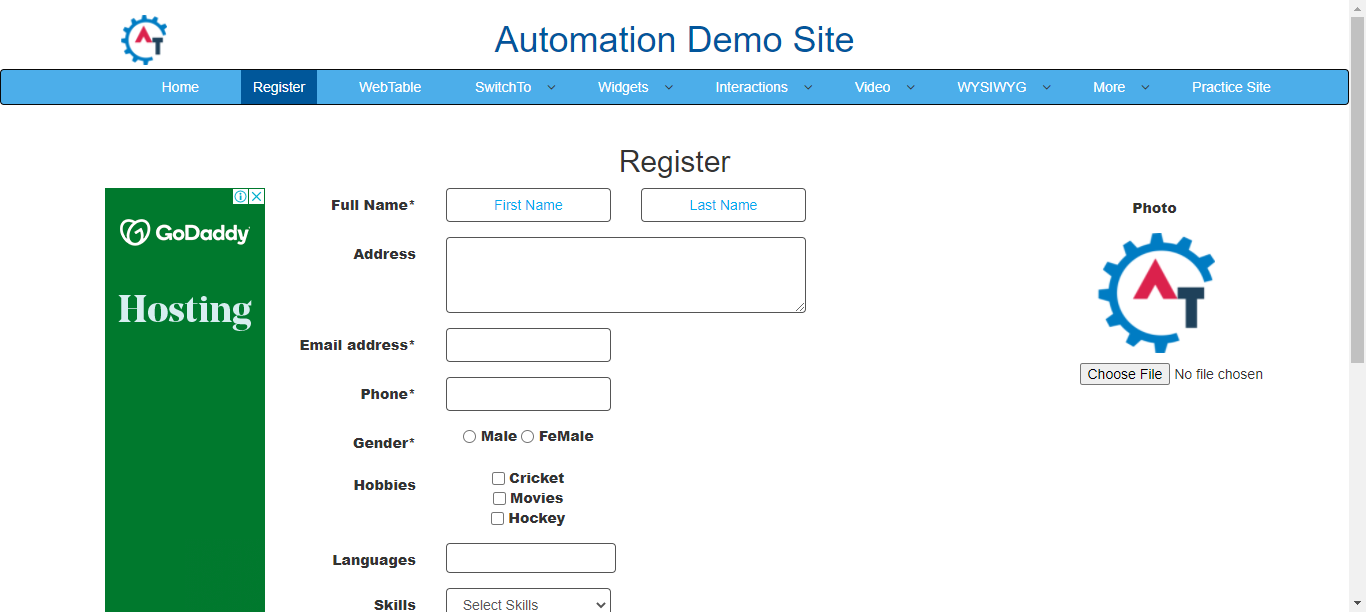 AT
Automation Demo Site
Home Register WebTable SwitchTo Widgets Interactions Video WYSIWYG More Practice Site
Register
GoDaddy
Hosting
Full Name* First Name Last Name
Address
Email address*
Phone*
Gender* Male FeMale
Hobbies Cricket
Movies
Hockey
Languages
Skills Select Skills
Photo
AT
Choose File No file chosen